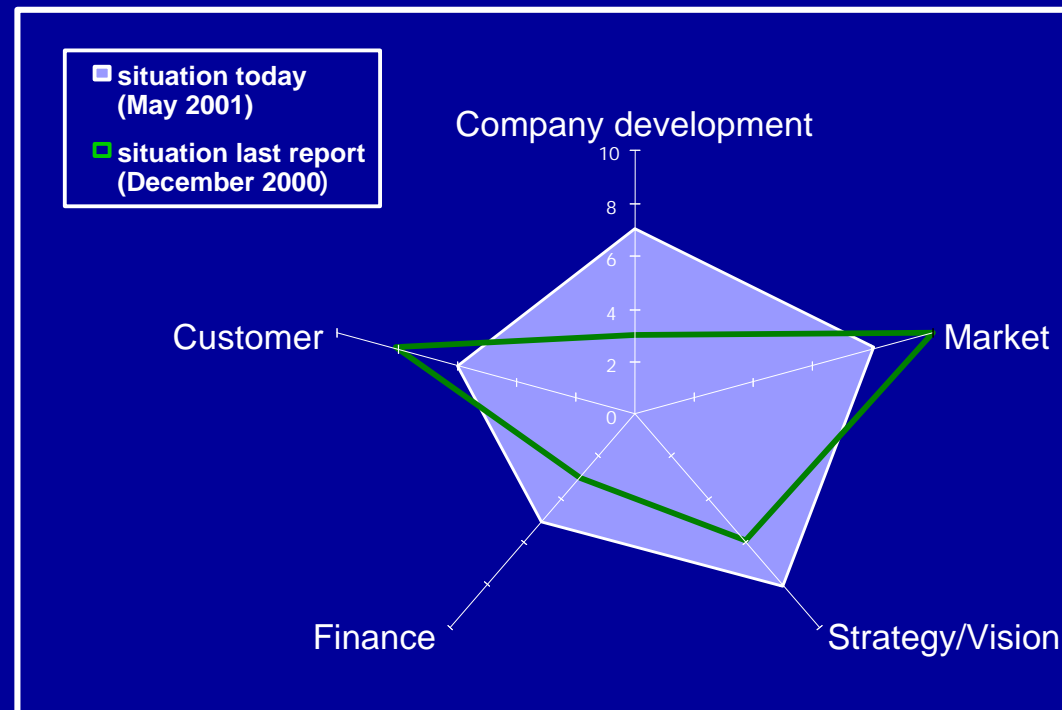 situation today
(May 2001)
situation last report
(December 2000)
Company development
10
8
6
4
2
0
Customer
Market
Finance
Strategy/Vision